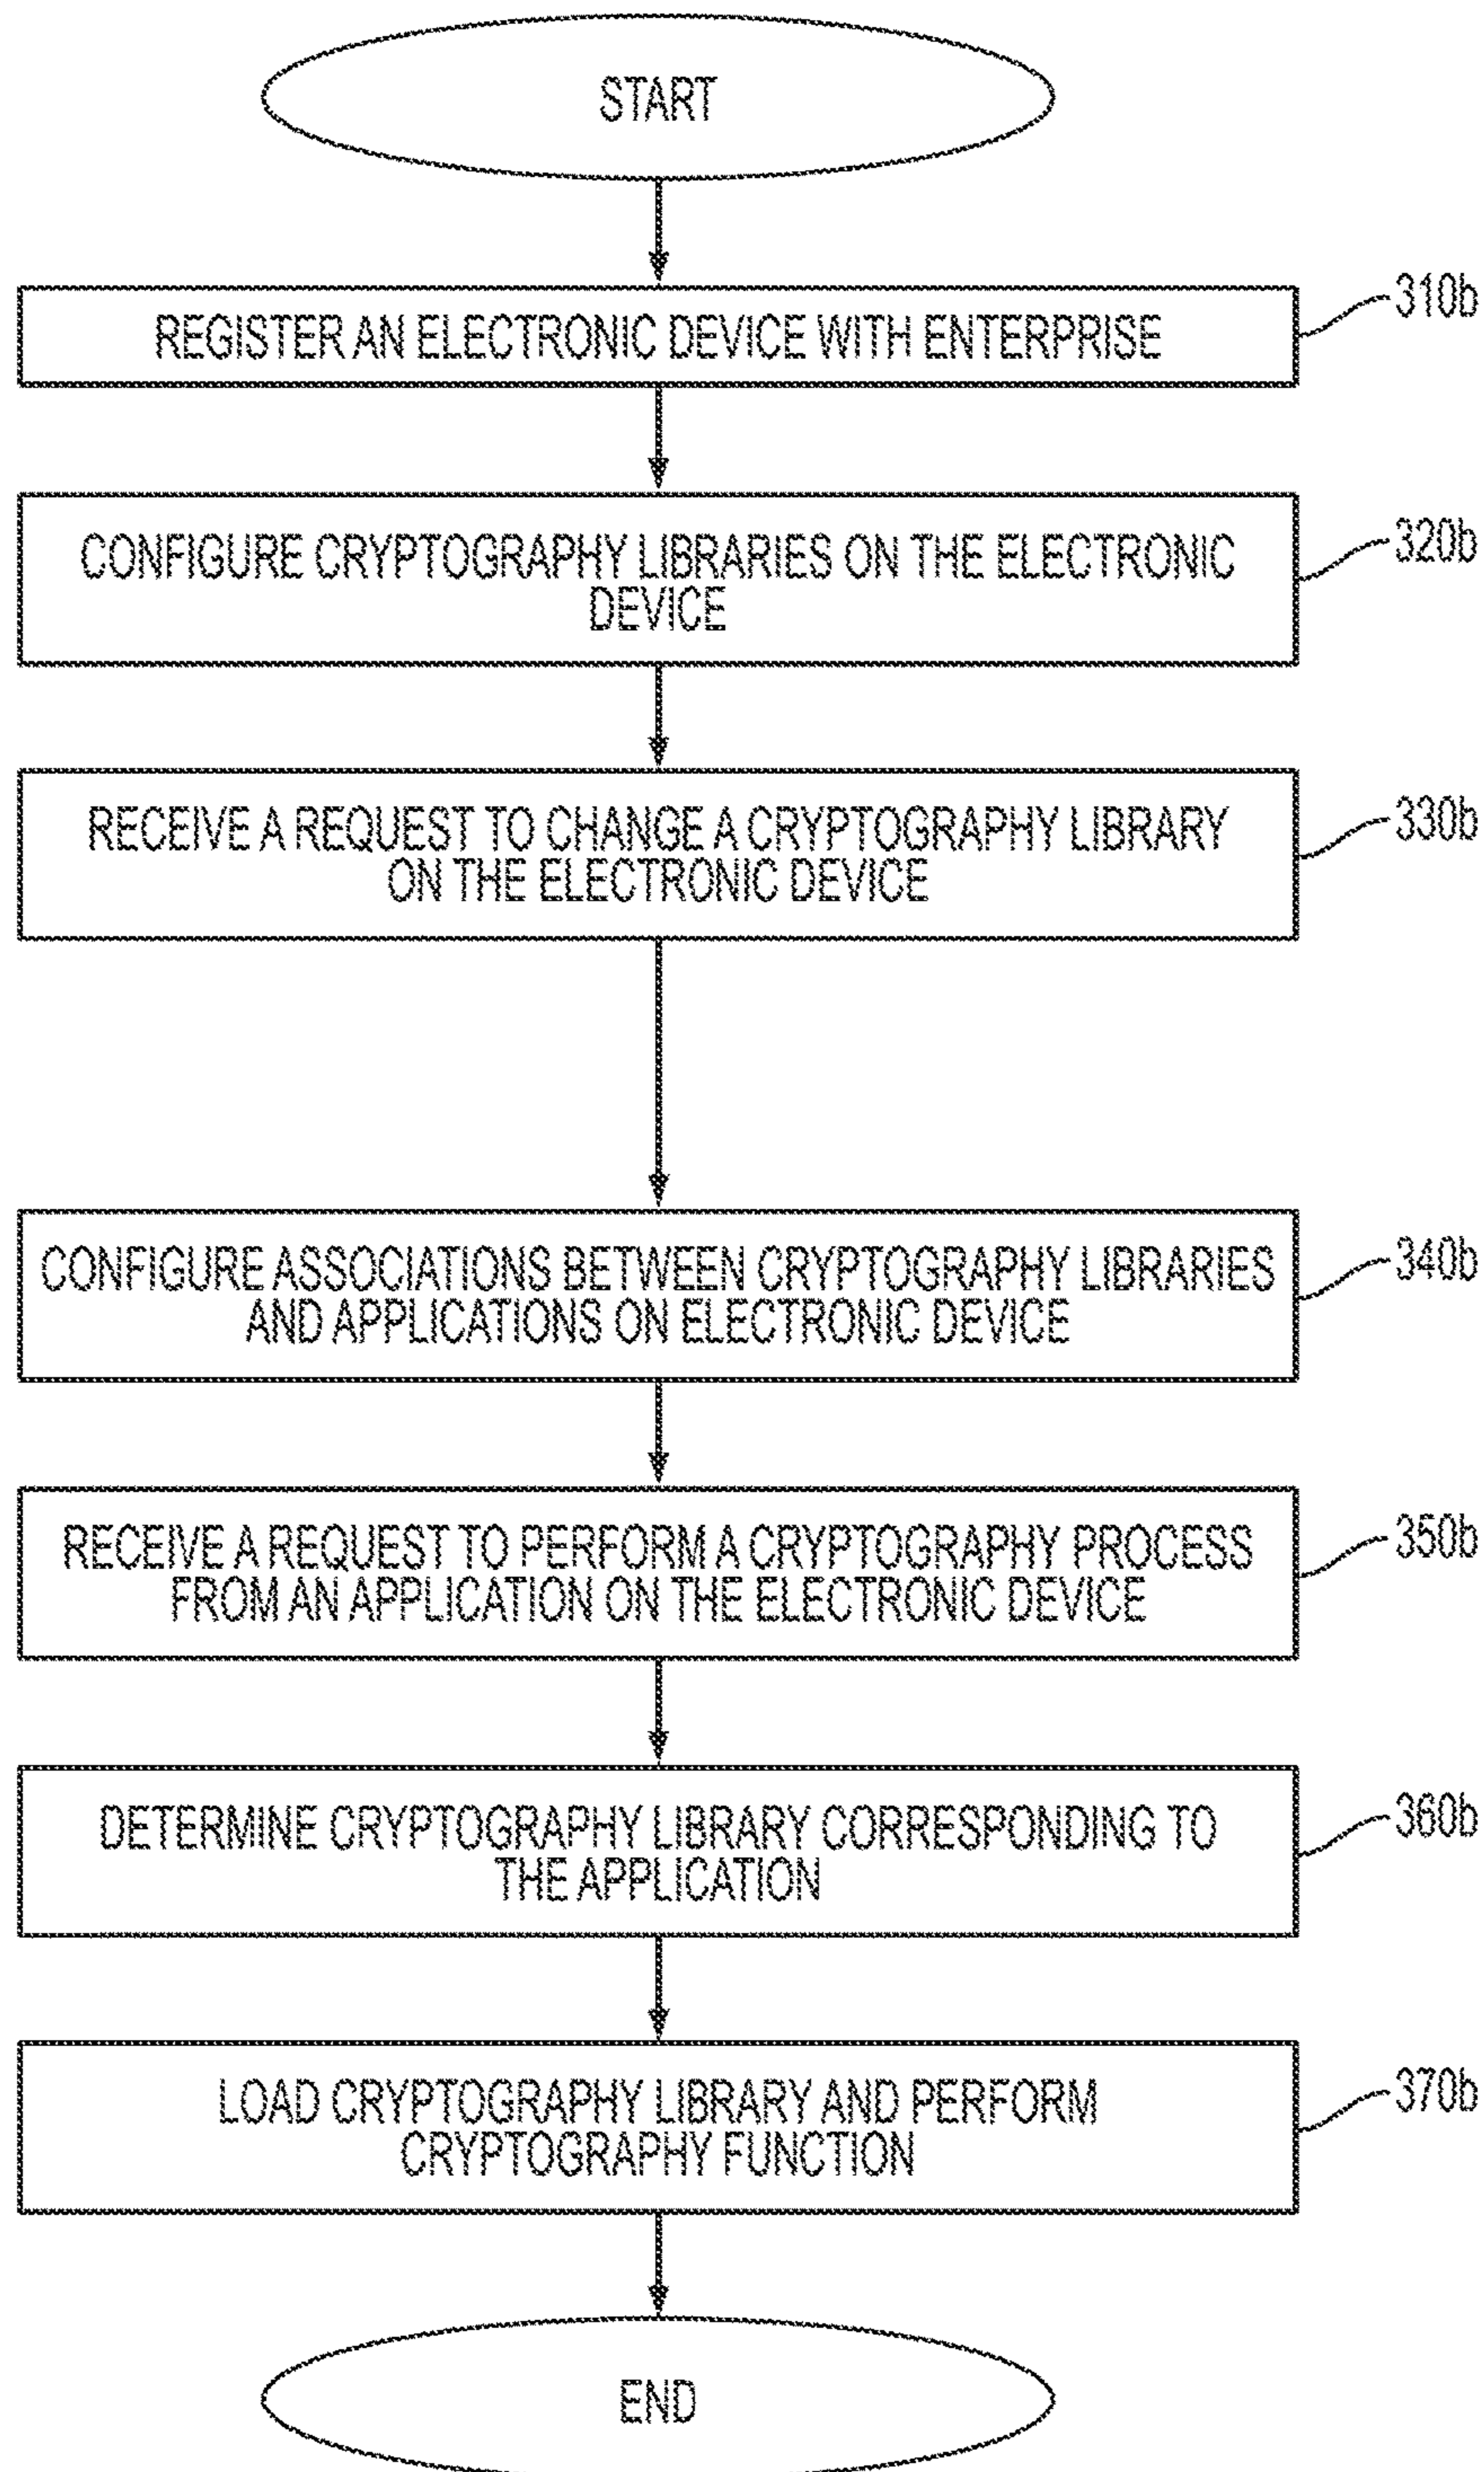 START
REGISTER AN ELECTRONIC DEVICE WITH ENTERPRISE
310b
CONFIGURE CRYPTOGRAPHY LIBRARIES ON THE ELECTRONIC
DEVICE
320b
RECEIVE A REQUEST TO CHANGE A CRYPTOGRAPHY LIBRARY
ON THE ELECTRONIC DEVICE
330b
CONFIGURE ASSOCIATIONS BETWEEN CRYPTOGRAPHY LIBRARIES
AND APPLICATIONS ON ELECTRONIC DEVICE
340b
RECEIVE A REQUEST TO PERFORM A CRYPTOGRAPHY PROCESS
FROM AN APPLICATION ON THE ELECTRONIC DEVICE
350b
DETERMINE CRYPTOGRAPHY LIBRARY CORRESPONDING TO
THE APPLICATION
360b
LOAD CRYPTOGRAPHY LIBRARY AND PERFORM
CRYPTOGRAPHY FUNCTION
370b
END